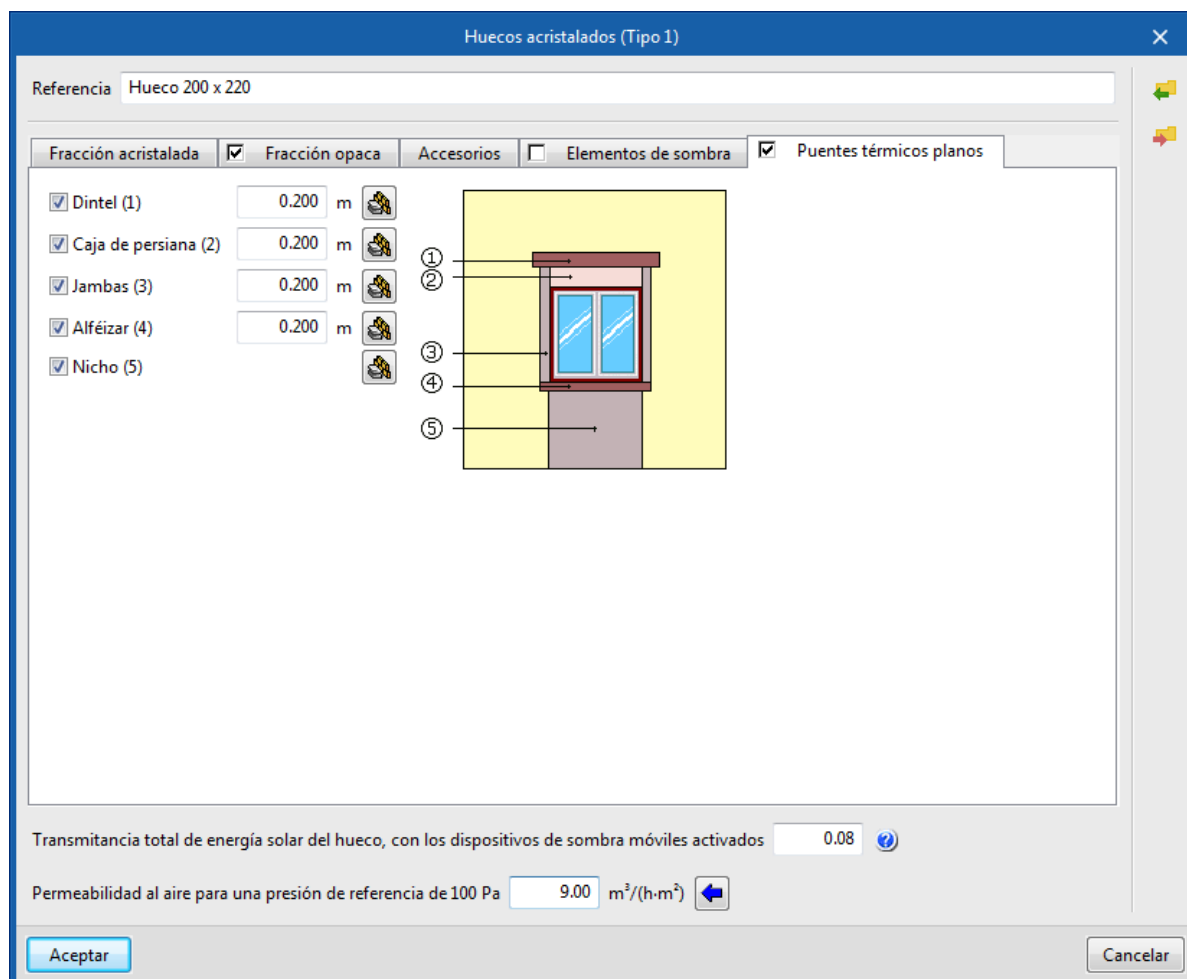 Huecos acristalados (Tipo 1)
Referencia Hueco 200 x 220
Fracción acristalada Fracción opaca Accesorios Elementos de sombra Puentes térmicos planos
Dintel (1) 0.200 m
Caja de persiana (2) 0.200 m
Jambas (3) 0.200 m
Alféizar (4) 0.200 m
Nicho (5)
1
2
3
4
5
Transmitancia total de energía solar del hueco, con los dispositivos de sombra móviles activados 0.08 ?
Permeabilidad al aire para una presión de referencia de 100 Pa 9.00 m³/(h·m²)
Aceptar Cancelar